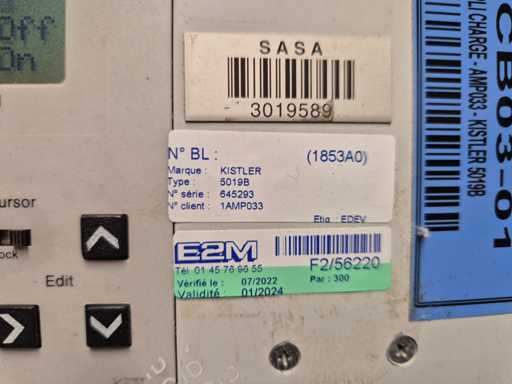 Off
On
SASA
3019589
N° BL : (1853A0)
Marque : KISTLER
Type : 5019B
N° série : 645293
N° client : 1AMP033
Etiq : EDEV
E2M
Tél 01 45 76 90 55
F2/56220
Vérifié le : 07/2022
Par : 300
Validité : 01/2024
ursor
ock
Edit
CB03-01
PLI CHARGE - AMP033 - KISTLER 5019B